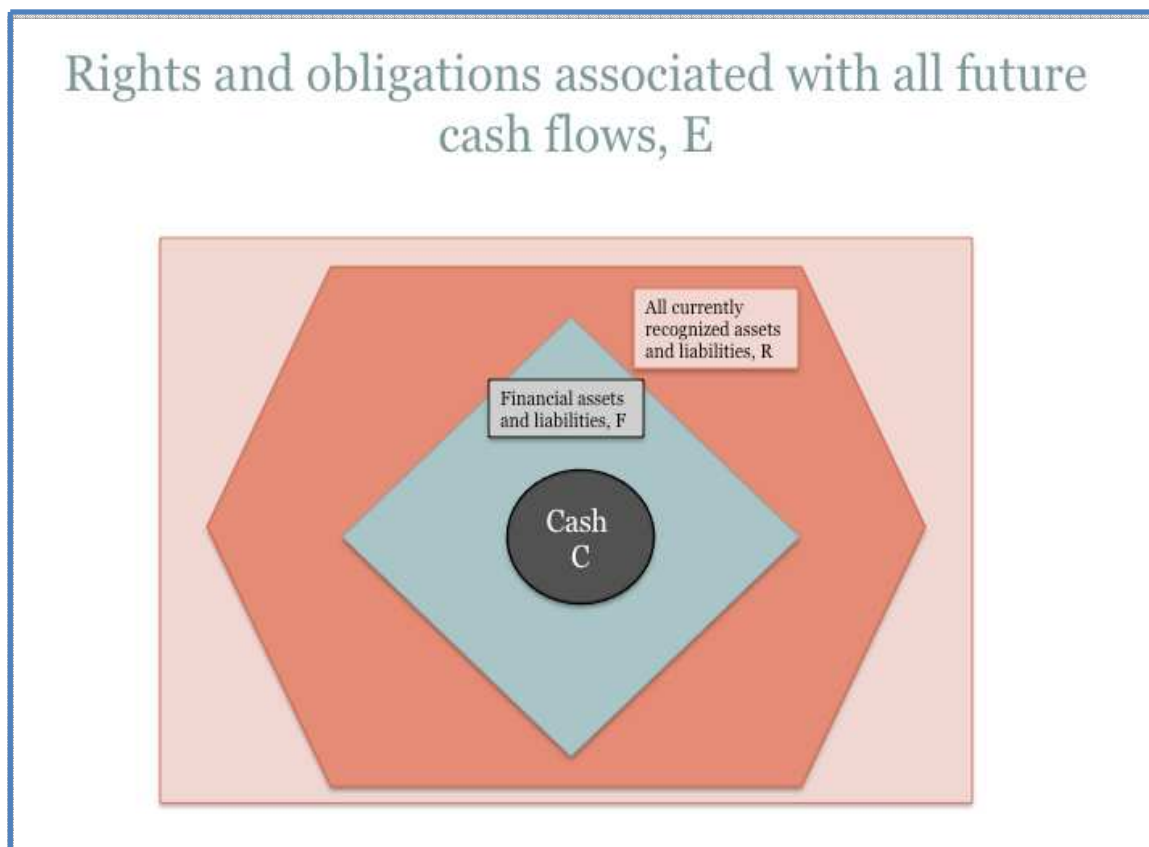 Rights and obligations associated with all future
cash flows, E
All currently
recognized assets
and liabilities, R
Financial assets
and liabilities, F
Cash
C